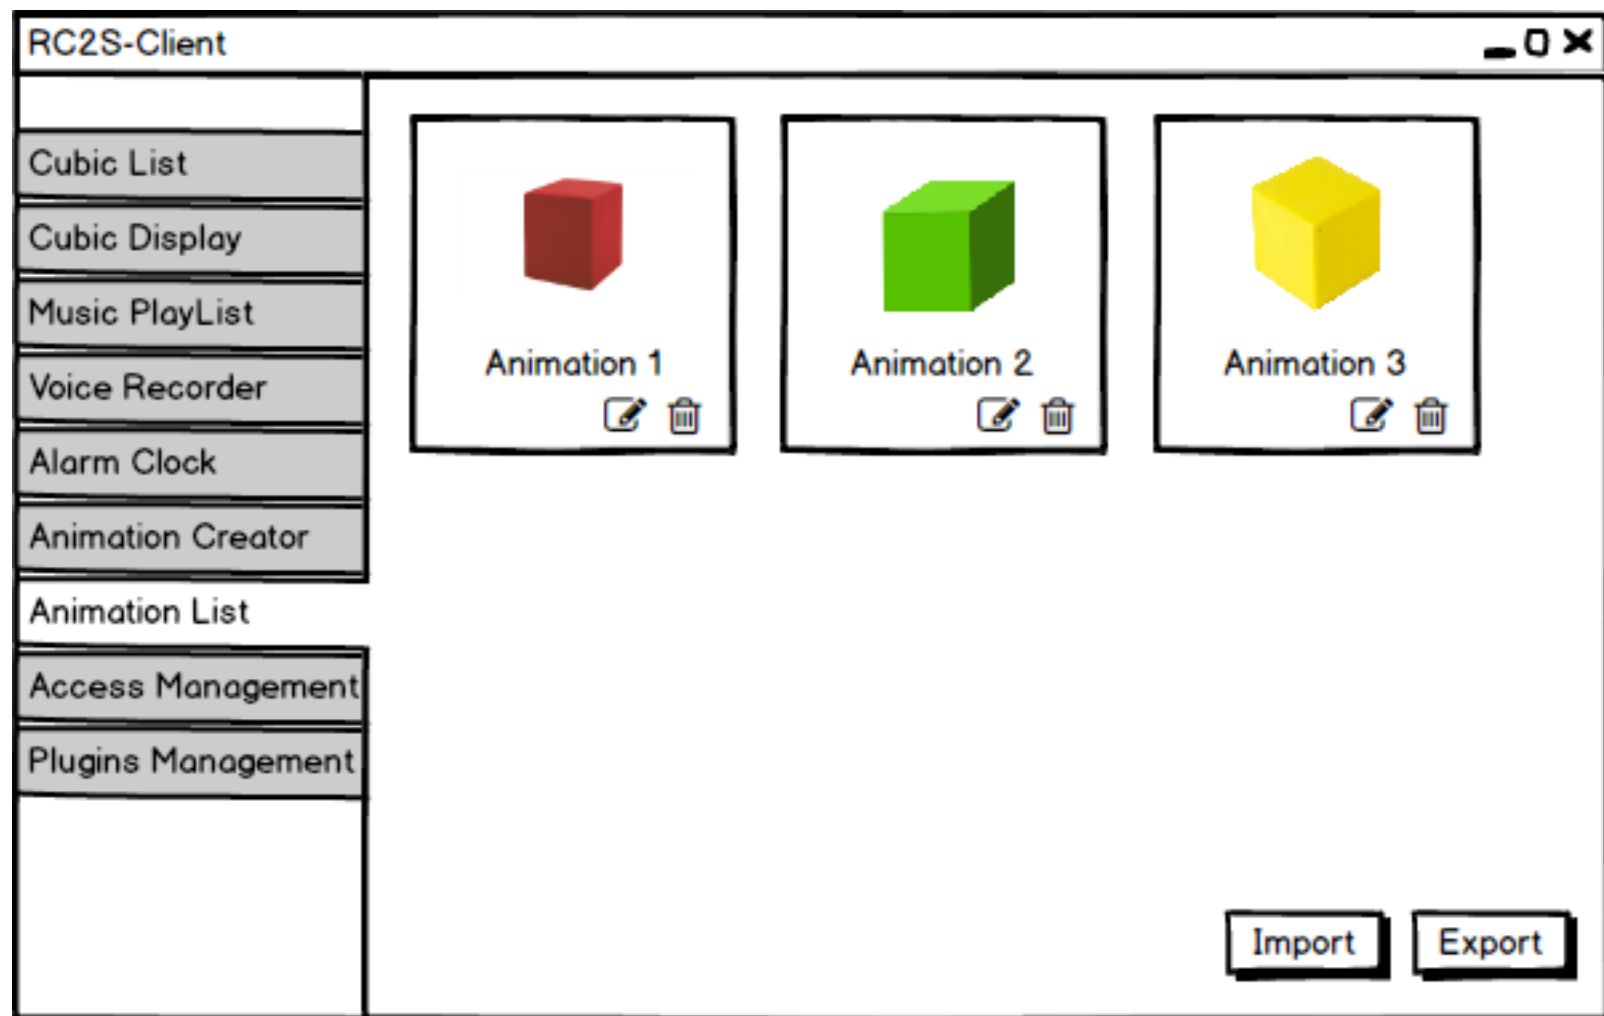 RC2S-Client
Cubic List
Cubic Display
Music PlayList
Voice Recorder
Alarm Clock
Animation Creator
Animation List
Access Management
Plugins Management
Animation 1
Animation 2
Animation 3
Import
Export